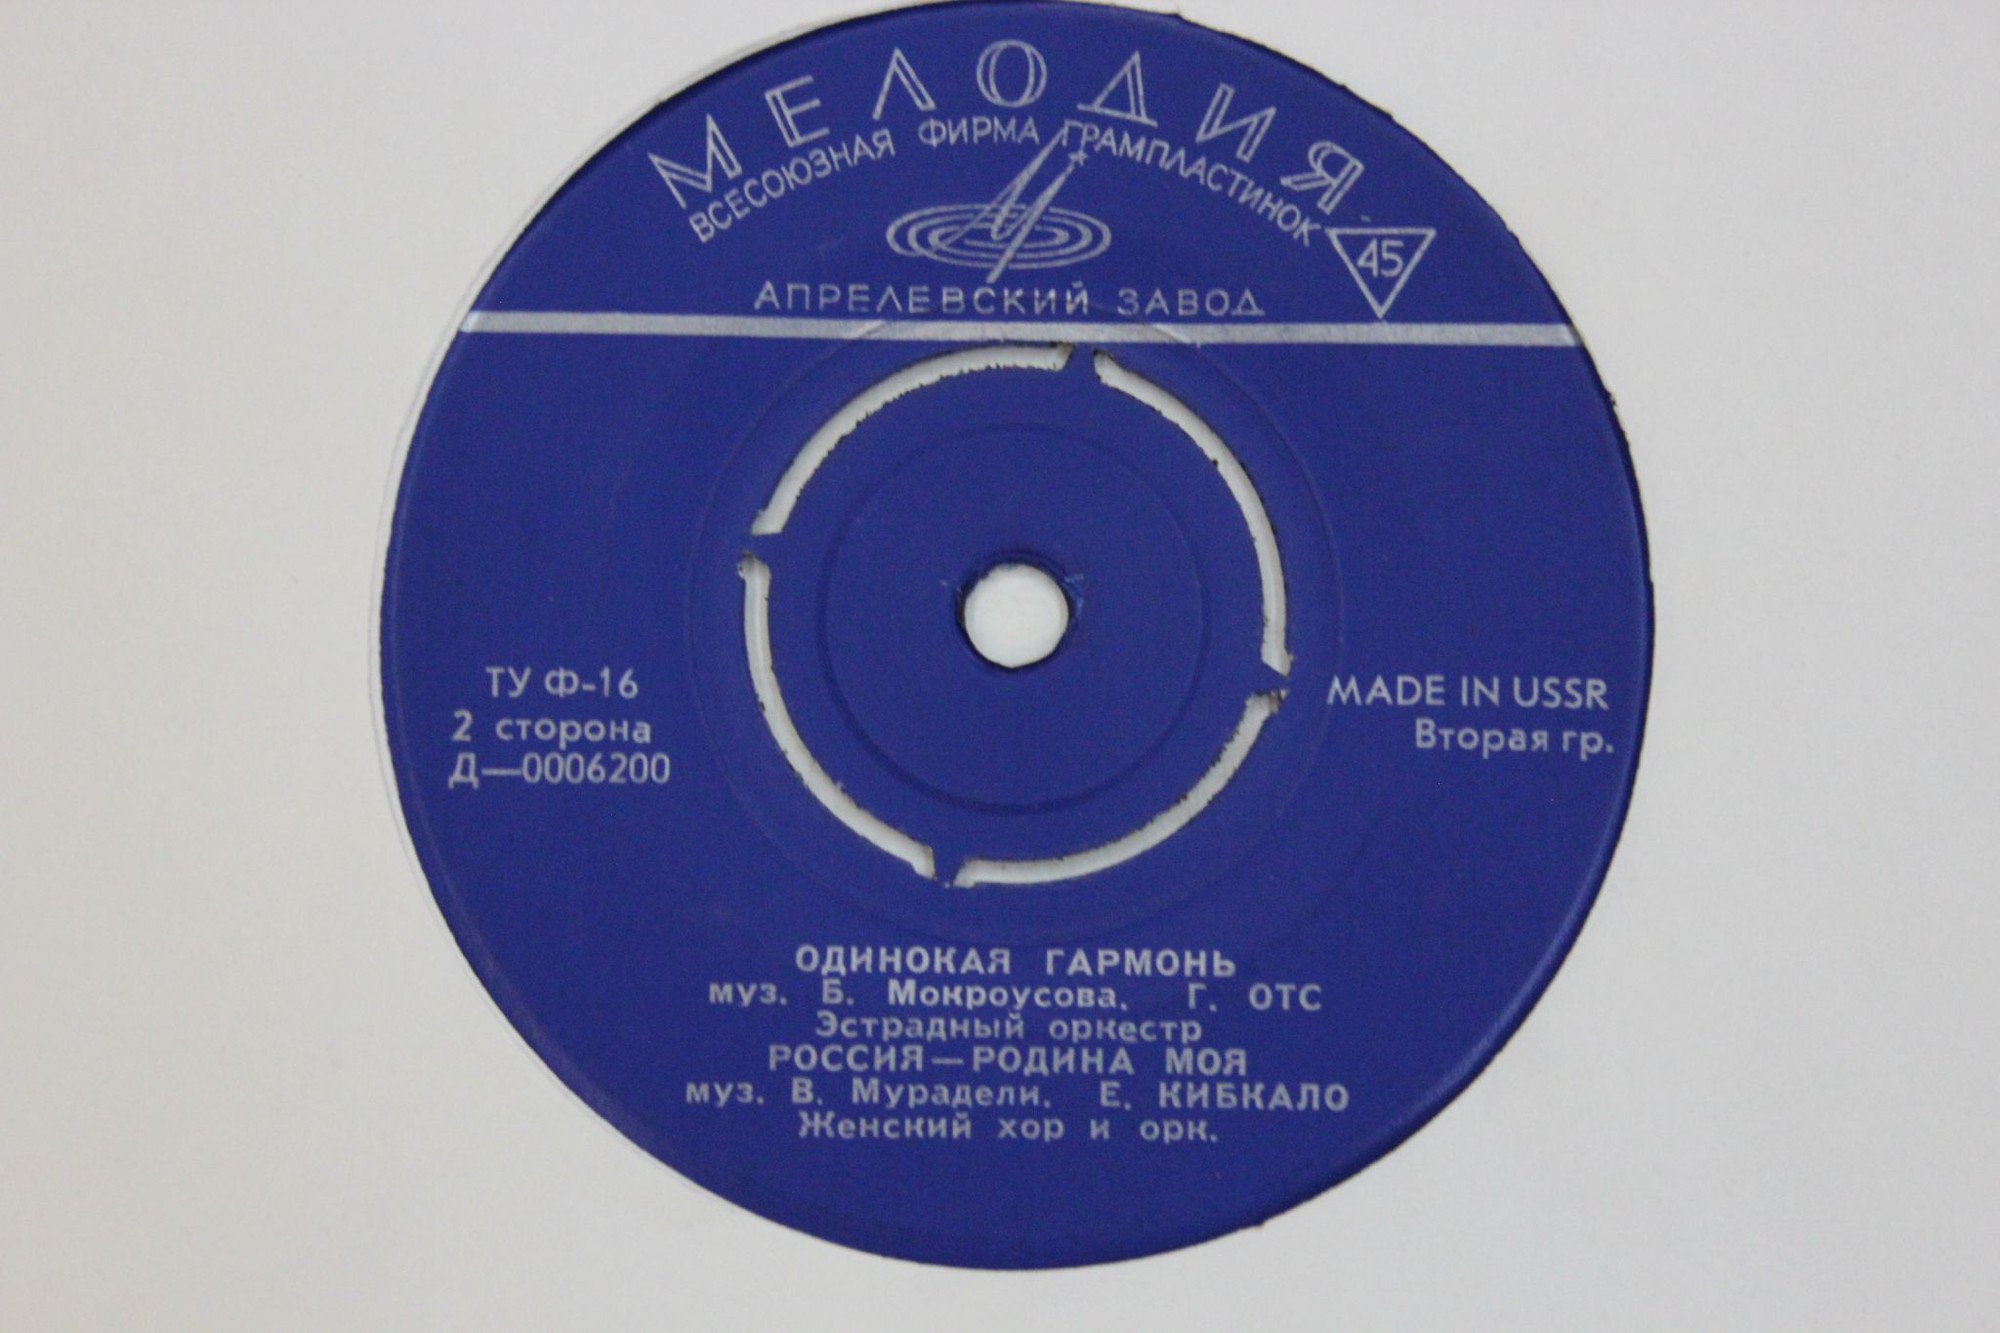 МЕЛОДИЯ
ВСЕСОЮЗНАЯ ФИРМА ГРАМПЛАСТИНОК
45
АПРЕЛЕВСКИЙ ЗАВОД
ТУ Ф-16
2 сторона
Д—0006200
MADE IN USSR
Вторая гр.
ОДИНОКАЯ ГАРМОНЬ
муз. Б. Мокроусова. Г. ОТС
Эстрадный оркестр
РОССИЯ—РОДИНА МОЯ
муз. В. Мурадели. Е. КИБКАЛО
Женский хор и орк.